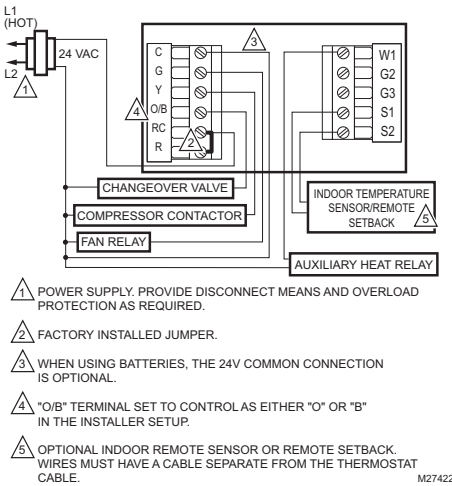 L1
(HOT)
24 VAC
L2
1
C
G
Y
O/B
RC
R
4
2
3
W1
G2
G3
S1
S2
CHANGEOVER VALVE
COMPRESSOR CONTACTOR
FAN RELAY
INDOOR TEMPERATURE
SENSOR/REMOTE
SETBACK
5
AUXILIARY HEAT RELAY
1 POWER SUPPLY. PROVIDE DISCONNECT MEANS AND OVERLOAD
PROTECTION AS REQUIRED.
2 FACTORY INSTALLED JUMPER.
3 WHEN USING BATTERIES, THE 24V COMMON CONNECTION
IS OPTIONAL.
4 "O/B" TERMINAL SET TO CONTROL AS EITHER "O" OR "B"
IN THE INSTALLER SETUP.
5 OPTIONAL INDOOR REMOTE SENSOR OR REMOTE SETBACK.
WIRES MUST HAVE A CABLE SEPARATE FROM THE THERMOSTAT
CABLE.
M27422